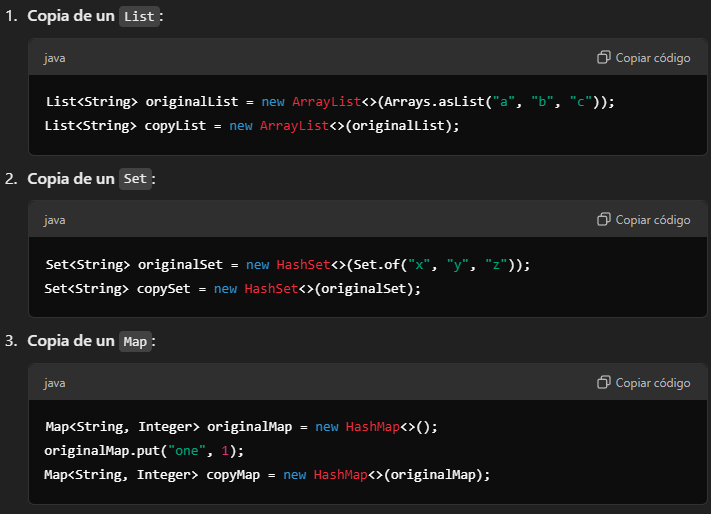 1. Copia de un List:
java
Copiar código
List<String> originalList = new ArrayList<>(Arrays.asList("a", "b", "c"));
List<String> copyList = new ArrayList<>(originalList);
2. Copia de un Set:
java
Copiar código
Set<String> originalSet = new HashSet<>(Set.of("x", "y", "z"));
Set<String> copySet = new HashSet<>(originalSet);
3. Copia de un Map:
java
Copiar código
Map<String, Integer> originalMap = new HashMap<>();
originalMap.put("one", 1);
Map<String, Integer> copyMap = new HashMap<>(originalMap);